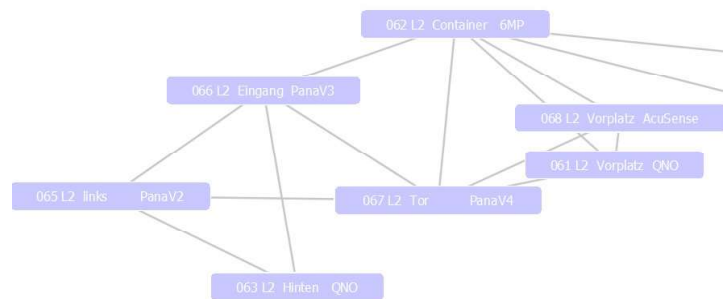 062 L2 Container 6MP
066 L2 Eingang PanaV3
068 L2 Vorplatz AcuSense
061 L2 Vorplatz QNO
065 L2 links PanaV2
067 L2 Tor PanaV4
063 L2 Hinten QNO